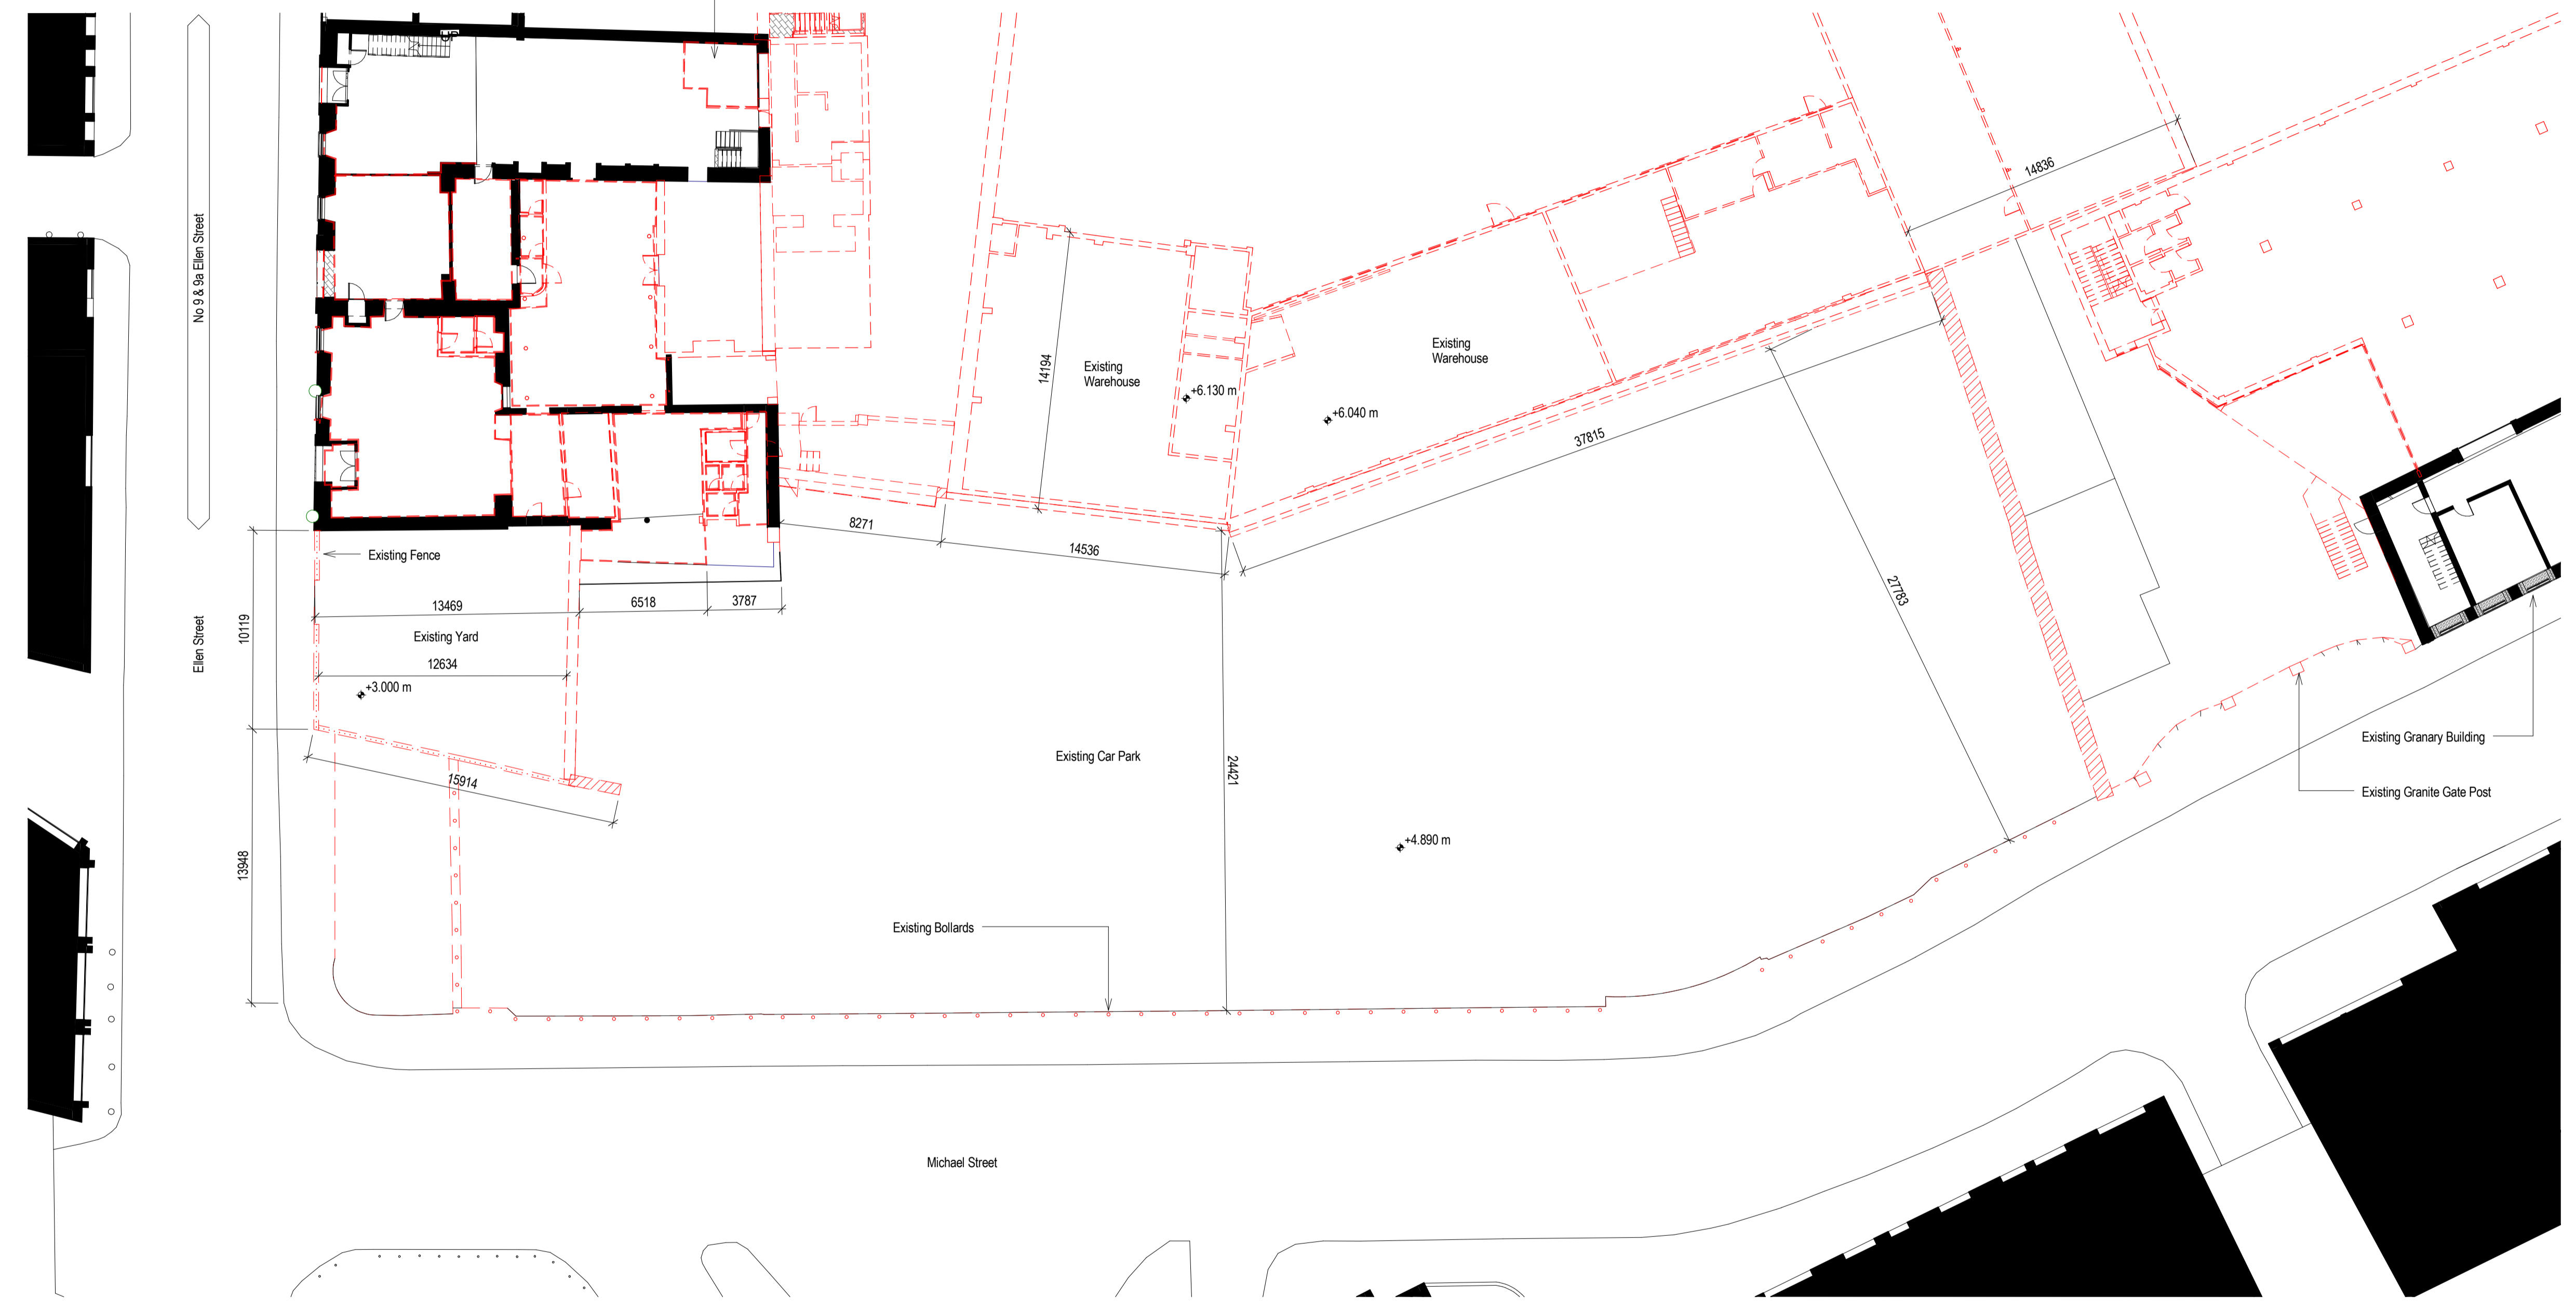 Up
14836
No 9 & 9a Ellen Street
14194
Existing
Warehouse
+6.130 m
Existing
Warehouse
+6.040 m
37815
8271
14536
Existing Fence
27783
13469
6518
3787
10119
Existing Yard
Ellen Street
12634
+3.000 m
15914
Existing Car Park
24421
Existing Granary Building
Existing Granite Gate Post
+4.890 m
13948
Existing Bollards
Michael Street